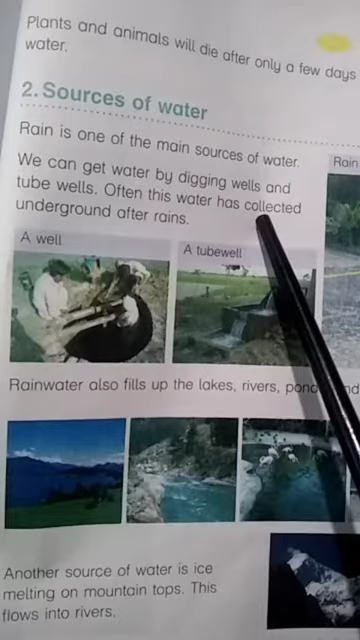 Plants and animals will die after only a few days
water.
2. Sources of water
Rain is one of the main sources of water.
We can get water by digging wells and
tube wells. Often this water has collected
underground after rains.
Rain
A well
A tubewell
Rainwater also fills up the lakes, rivers,
Another source of water is ice
melting on mountain tops. This
flows into rivers.